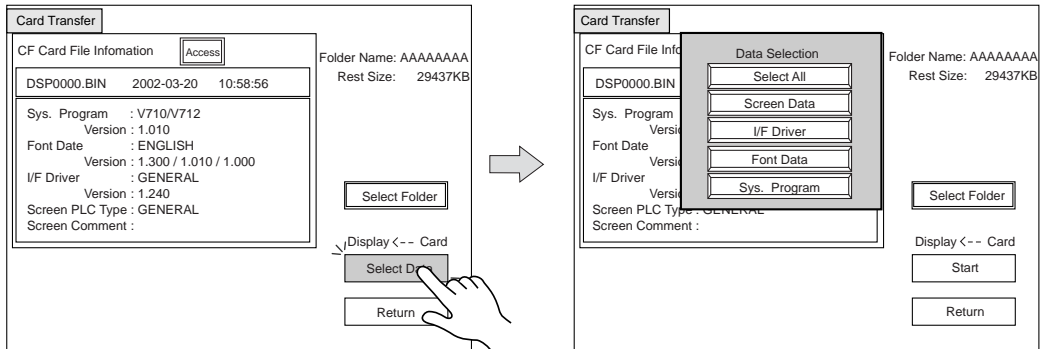 Card Transfer
CF Card File Infomation
Access
DSP0000.BIN 2002-03-20 10:58:56
Sys. Program : V710/V712
Version : 1.010
Font Date : ENGLISH
Version : 1.300 / 1.010 / 1.000
I/F Driver : GENERAL
Version : 1.240
Screen PLC Type : GENERAL
Screen Comment :
Folder Name: AAAAAAAA
Rest Size: 29437KB
Select Folder
Display <-- Card
Select Data
Return
Card Transfer
CF Card File Info
DSP0000.BIN
Sys. Program
Versi
Font Date
Versi
I/F Driver
Versi
Screen PLC Type : GENERAL
Screen Comment :
Data Selection
Select All
Screen Data
I/F Driver
Font Data
Sys. Program
Folder Name: AAAAAAAA
Rest Size: 29437KB
Select Folder
Display <-- Card
Start
Return